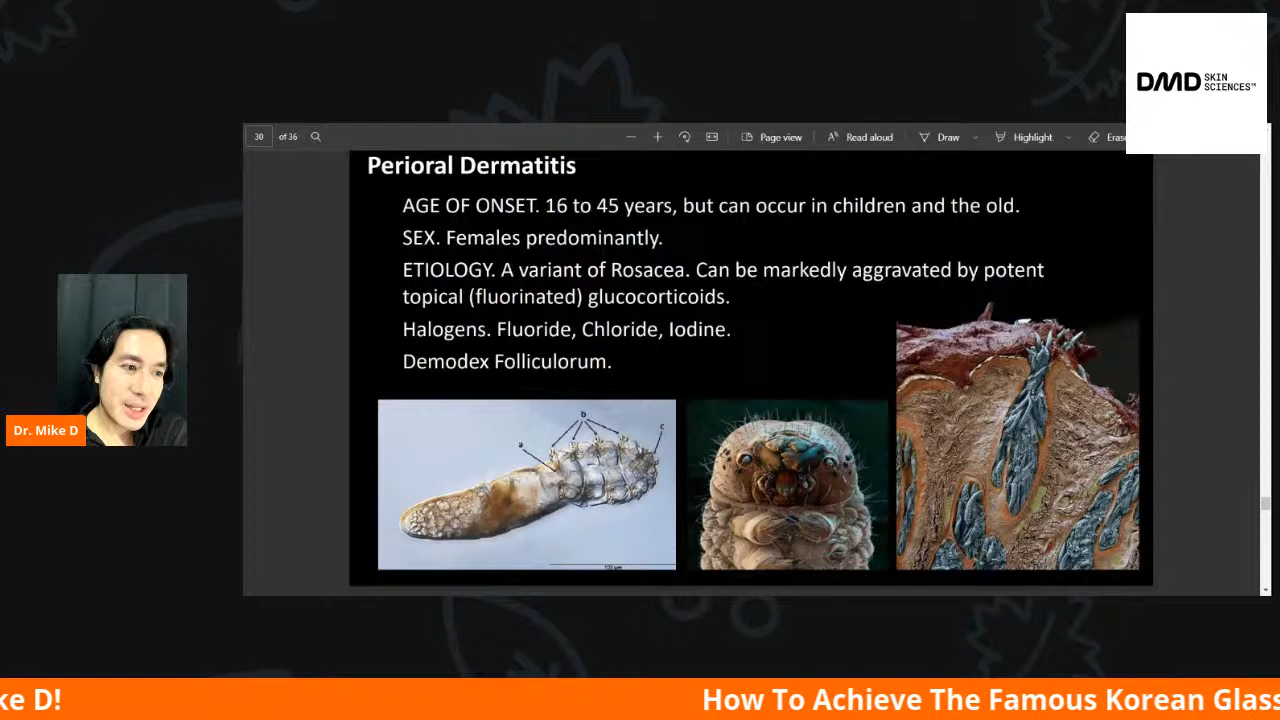 DMD SKIN
SCIENCES™
30 of 36 Page view Read aloud Draw Highlight
Perioral Dermatitis
AGE OF ONSET. 16 to 45 years, but can occur in children and the old.
SEX. Females predominantly.
ETIOLOGY. A variant of Rosacea. Can be markedly aggravated by potent
topical (fluorinated) glucocorticoids.
Halogens. Fluoride, Chloride, Iodine.
Demodex Folliculorum.
a
b
c
Dr. Mike D
ke D!
How To Achieve The Famous Korean Glass